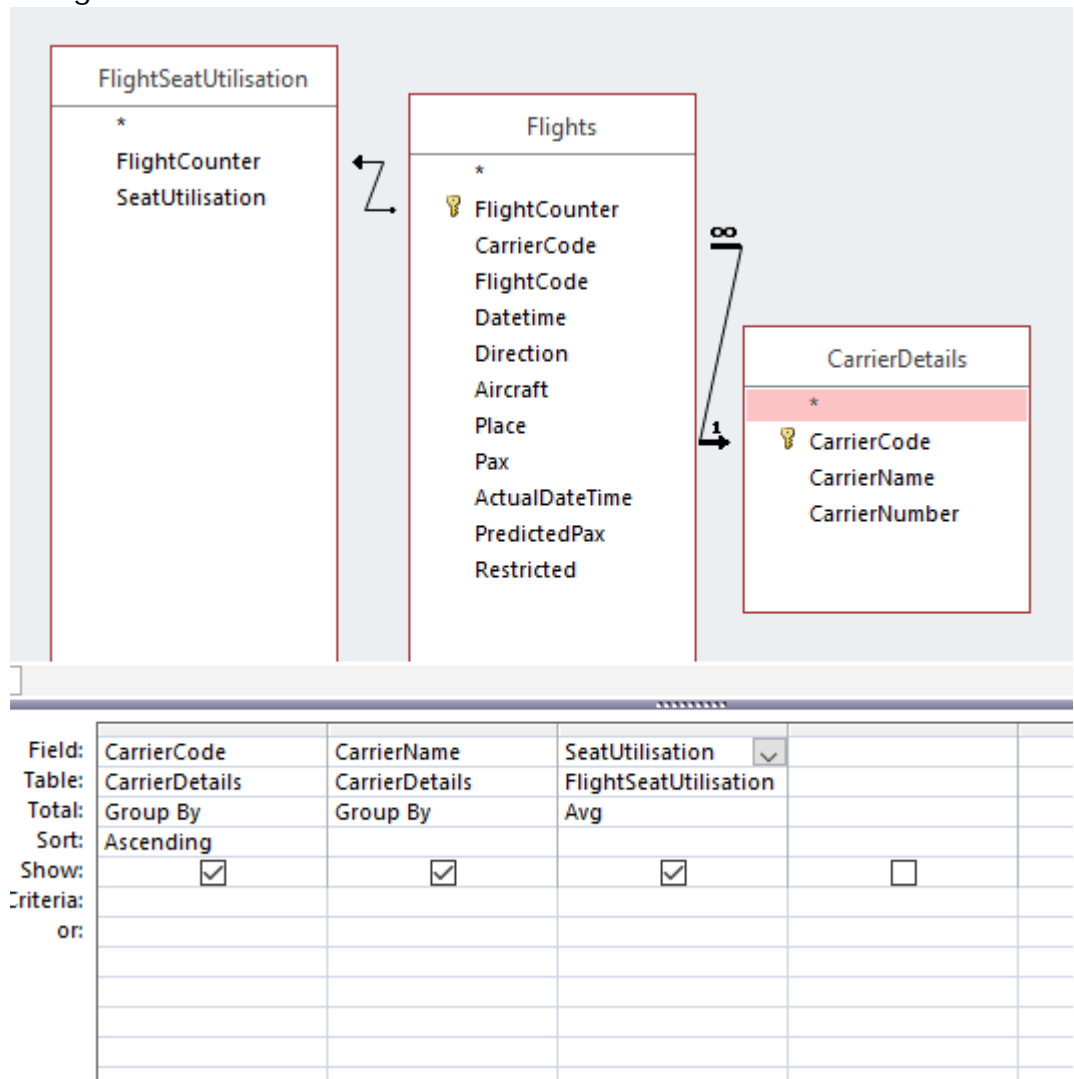 FlightSeatUtilisation
*
FlightCounter
SeatUtilisation
Flights
*
FlightCounter
CarrierCode
FlightCode
Datetime
Direction
Aircraft
Place
Pax
ActualDateTime
PredictedPax
Restricted
∞
1
CarrierDetails
*
CarrierCode
CarrierName
CarrierNumber
Field: CarrierCode CarrierName SeatUtilisation
Table: CarrierDetails CarrierDetails FlightSeatUtilisation
Total: Group By Group By Avg
Sort: Ascending
Show:
Criteria:
or: